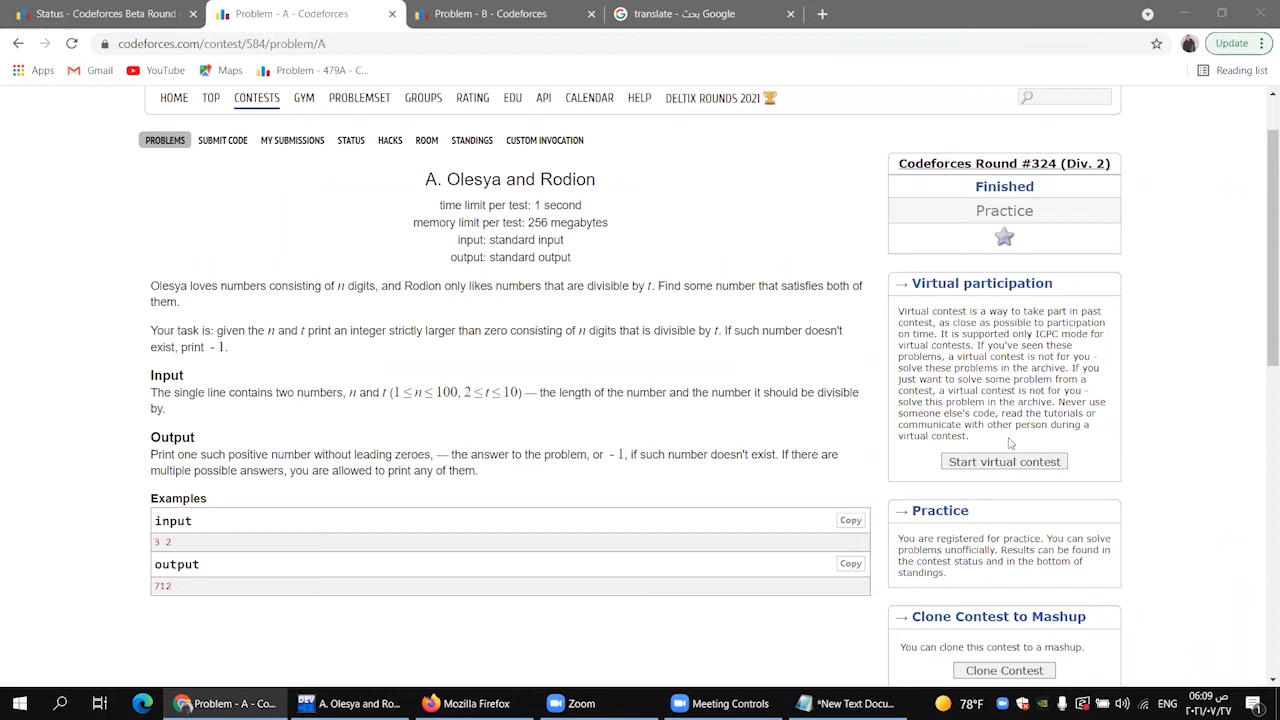 Status - Codeforces Beta Round
Problem - A - Codeforces
Problem - B - Codeforces
translate - بحث Google
codeforces.com/contest/584/problem/A
Update
Apps
Gmail
YouTube
Maps
Problem - 479A - C...
Reading list
HOME TOP CONTESTS GYM PROBLEMSET GROUPS RATING EDU API CALENDAR HELP DELTIX ROUNDS 2021
PROBLEMS SUBMIT CODE MY SUBMISSIONS STATUS HACKS ROOM STANDINGS CUSTOM INVOCATION
A. Olesya and Rodion
time limit per test: 1 second
memory limit per test: 256 megabytes
input: standard input
output: standard output
Olesya loves numbers consisting of n digits, and Rodion only likes numbers that are divisible by t. Find some number that satisfies both of
them.
Your task is: given the n and t print an integer strictly larger than zero consisting of n digits that is divisible by t. If such number doesn't
exist, print - 1.
Input
The single line contains two numbers, n and t (1 ≤ n ≤ 100, 2 ≤ t ≤ 10) — the length of the number and the number it should be divisible
by.
Output
Print one such positive number without leading zeroes, — the answer to the problem, or - 1, if such number doesn't exist. If there are
multiple possible answers, you are allowed to print any of them.
Examples
input
Copy
3 2
output
Copy
712
Codeforces Round #324 (Div. 2)
Finished
Practice
→ Virtual participation
Virtual contest is a way to take part in past
contest, as close as possible to participation
on time. It is supported only ICPC mode for
virtual contests. If you've seen these
problems, a virtual contest is not for you -
solve these problems in the archive. If you
just want to solve some problem from a
contest, a virtual contest is not for you -
solve this problem in the archive. Never use
someone else's code, read the tutorials or
communicate with other person during a
virtual contest.
Start virtual contest
→ Practice
You are registered for practice. You can solve
problems unofficially. Results can be found in
the contest status and in the bottom of
standings.
→ Clone Contest to Mashup
You can clone this contest to a mashup.
Clone Contest
Problem - A - Co...
DEV
A. Olesya and Ro...
Mozilla Firefox
Zoom
Meeting Controls
*New Text Docu...
78°F
ENG
06:09 ص